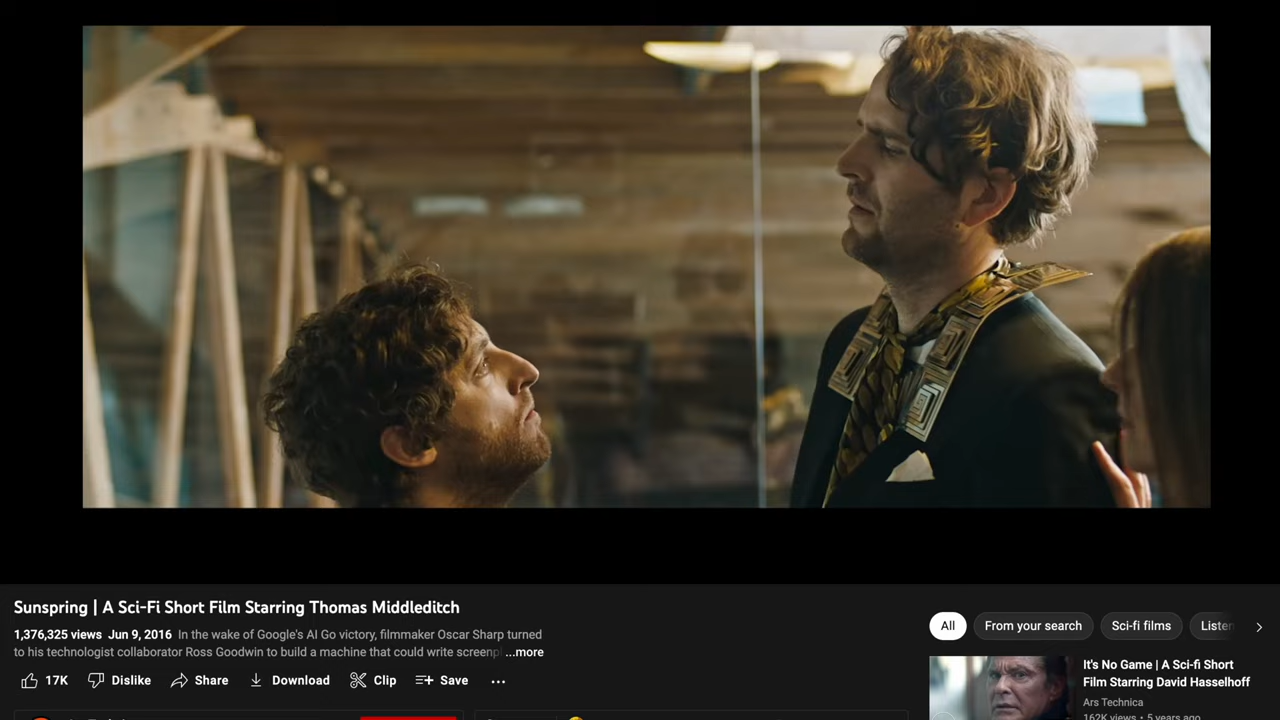 Sunspring | A Sci-Fi Short Film Starring Thomas Middleditch
1,376,325 views Jun 9, 2016 In the wake of Google's AI Go victory, filmmaker Oscar Sharp turned
to his technologist collaborator Ross Goodwin to build a machine that could write screenpl ...more
17K Dislike Share Download Clip Save
All From your search Sci-fi films Listen
It's No Game | A Sci-fi Short
Film Starring David Hasselhoff
Ars Technica
162K views • 5 years ago